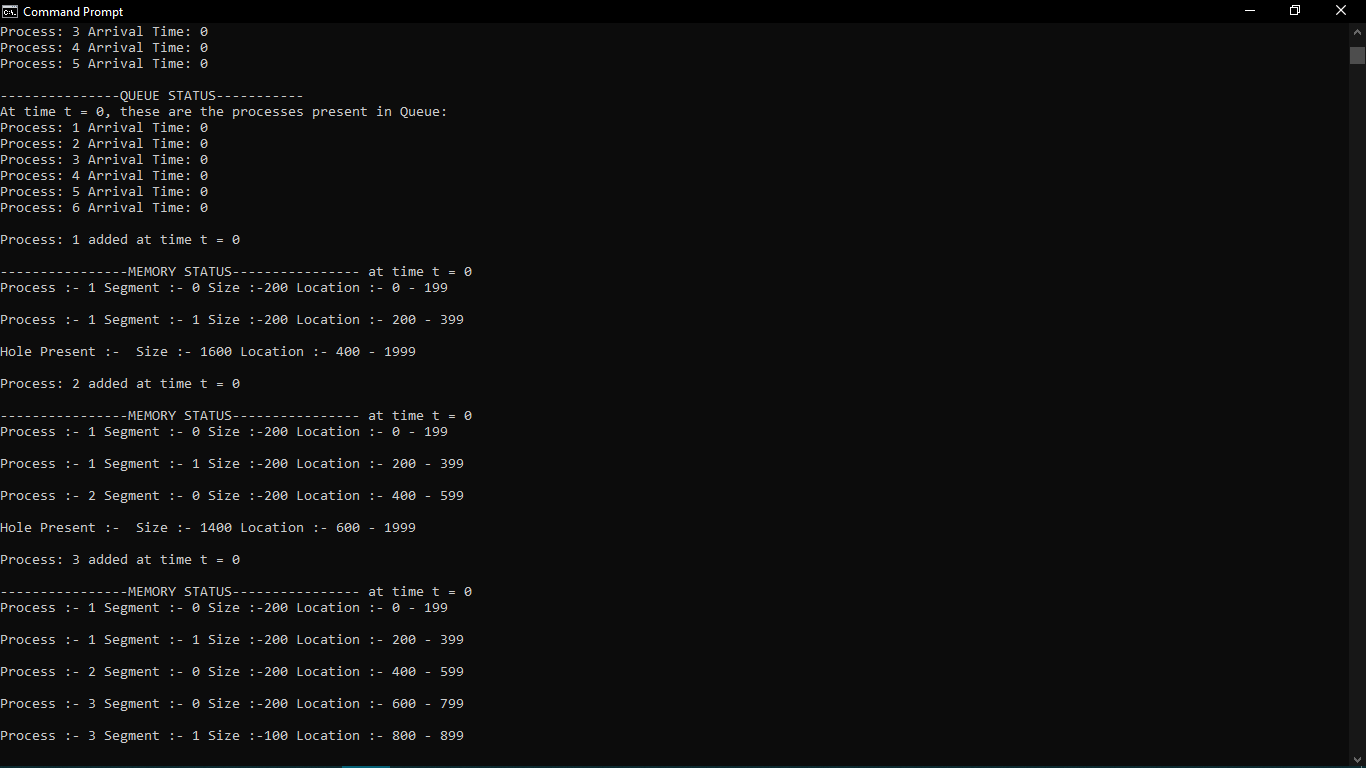 Command Prompt
Process: 3 Arrival Time: 0
Process: 4 Arrival Time: 0
Process: 5 Arrival Time: 0
---------------QUEUE STATUS-----------
At time t = 0, these are the processes present in Queue:
Process: 1 Arrival Time: 0
Process: 2 Arrival Time: 0
Process: 3 Arrival Time: 0
Process: 4 Arrival Time: 0
Process: 5 Arrival Time: 0
Process: 6 Arrival Time: 0
Process: 1 added at time t = 0
----------------MEMORY STATUS---------------- at time t = 0
Process :- 1 Segment :- 0 Size :-200 Location :- 0 - 199
Process :- 1 Segment :- 1 Size :-200 Location :- 200 - 399
Hole Present :-  Size :- 1600 Location :- 400 - 1999
Process: 2 added at time t = 0
----------------MEMORY STATUS---------------- at time t = 0
Process :- 1 Segment :- 0 Size :-200 Location :- 0 - 199
Process :- 1 Segment :- 1 Size :-200 Location :- 200 - 399
Process :- 2 Segment :- 0 Size :-200 Location :- 400 - 599
Hole Present :-  Size :- 1400 Location :- 600 - 1999
Process: 3 added at time t = 0
----------------MEMORY STATUS---------------- at time t = 0
Process :- 1 Segment :- 0 Size :-200 Location :- 0 - 199
Process :- 1 Segment :- 1 Size :-200 Location :- 200 - 399
Process :- 2 Segment :- 0 Size :-200 Location :- 400 - 599
Process :- 3 Segment :- 0 Size :-200 Location :- 600 - 799
Process :- 3 Segment :- 1 Size :-100 Location :- 800 - 899